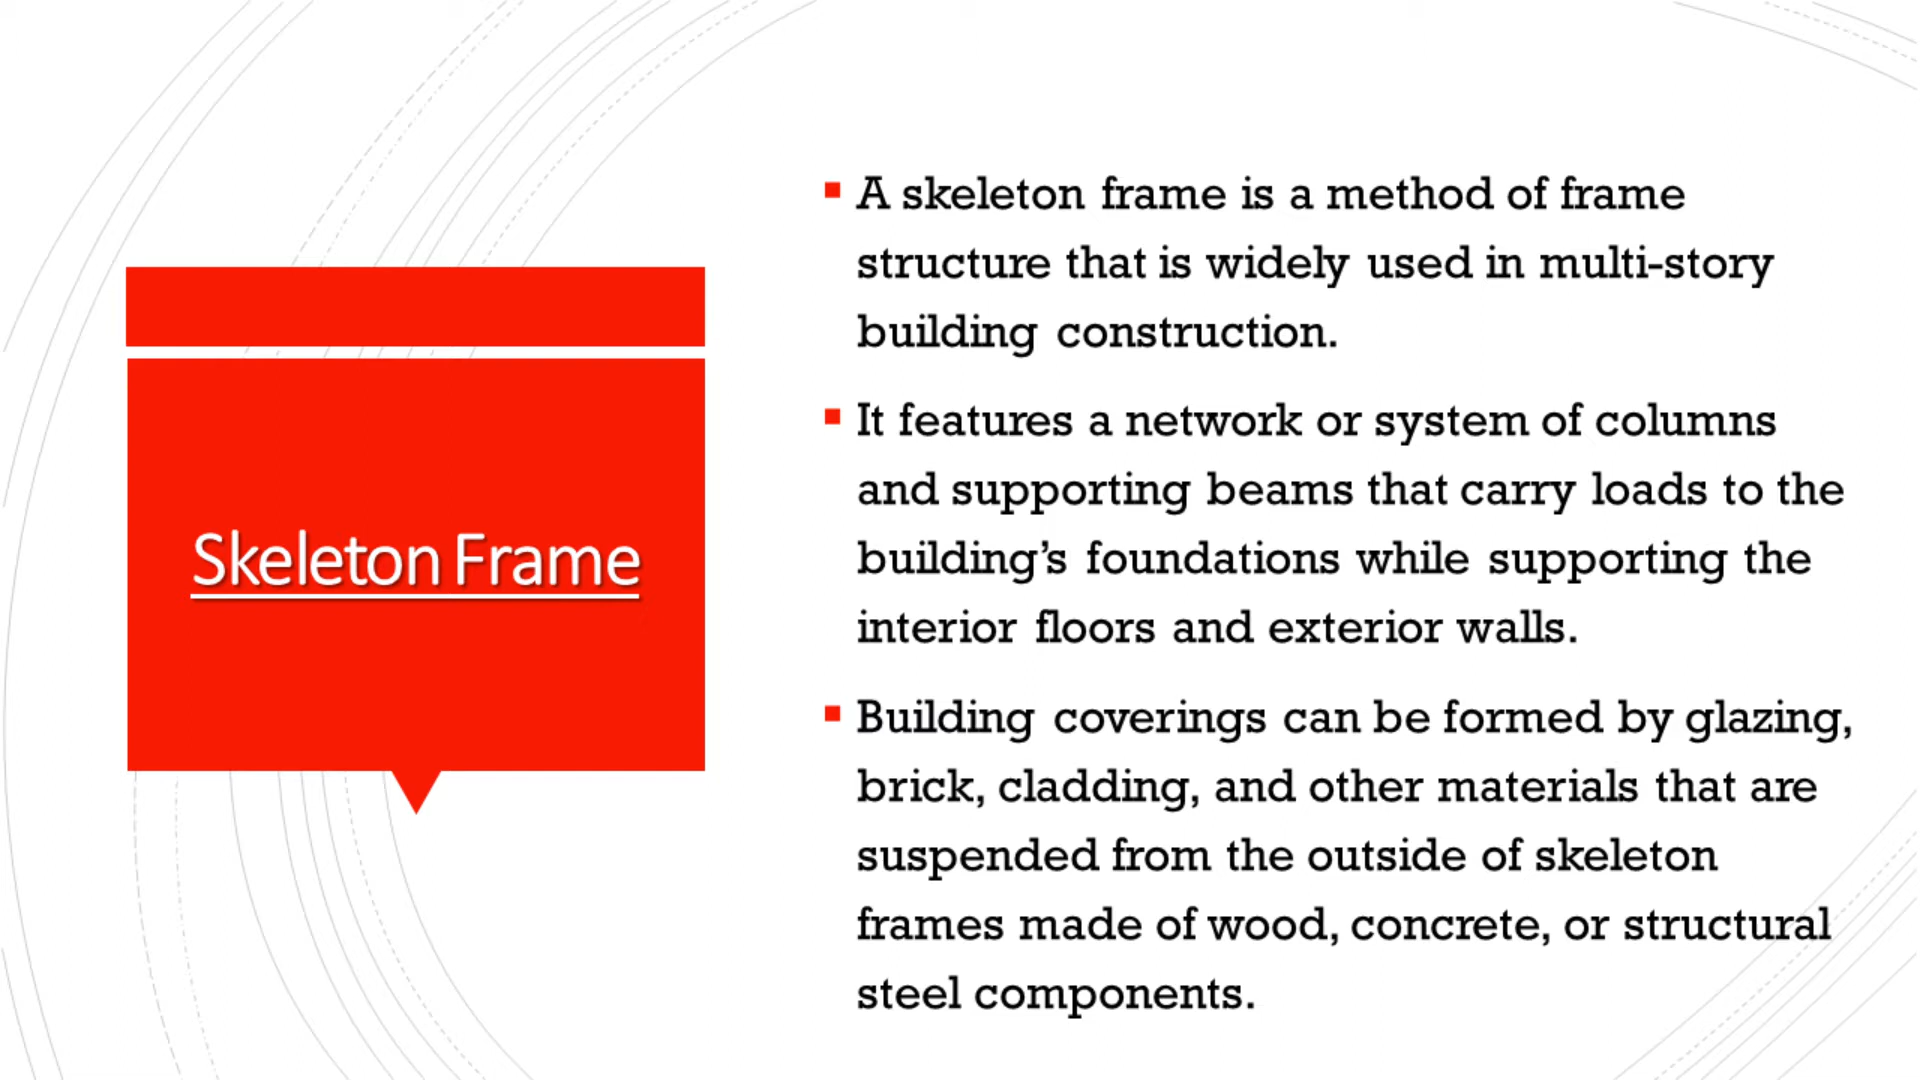 Skeleton Frame
A skeleton frame is a method of frame
structure that is widely used in multi-story
building construction.
It features a network or system of columns
and supporting beams that carry loads to the
building’s foundations while supporting the
interior floors and exterior walls.
Building coverings can be formed by glazing,
brick, cladding, and other materials that are
suspended from the outside of skeleton
frames made of wood, concrete, or structural
steel components.